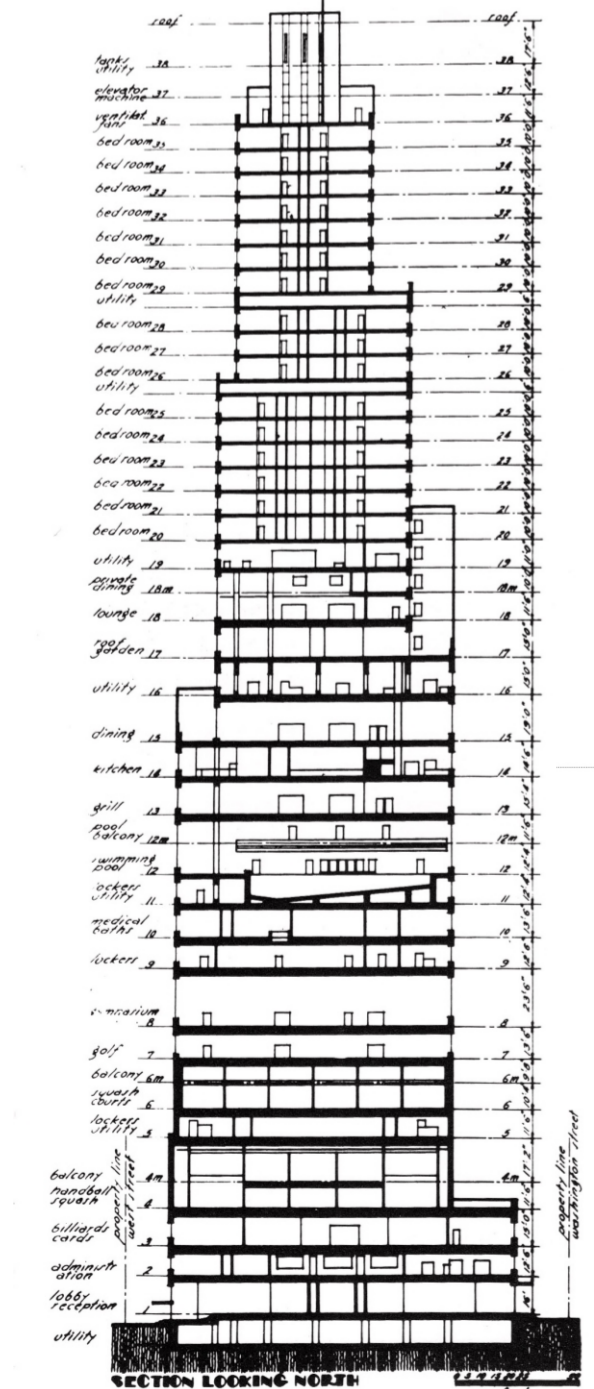 roof roof
tanks
utility 38 38
elevator
machine 37 37
ventilat.
fans 36 36
bed room 35 35
bed room 34 34
bed room 33 33
bed room 32 32
bed room 31 31
bed room 30 30
bed room 29 29
utility
bed room 28 28
bed room 27 27
bed room 26 26
utility
bed room 25 25
bed room 24 24
bed room 23 23
bed room 22 22
bed room 21 21
bed room 20 20
utility 19 19
private
dining 18m 18m
lounge 18 18
roof
garden 17 17
utility 16 16
dining 15 15
kitchen 14 14
grill 13 13
pool
balcony 12m 12m
swimming
pool 12 12
lockers
utility 11 11
medical
baths 10 10
lockers 9 9
8 8
golf 7 7
balcony 6m 6m
squash
courts 6 6
lockers
utility 5 5
balcony 4m 4m
handball
squash 4
billiards
cards 3 3
administr
ation 2 2
lobby
reception 1
utility
property line
west street
property line
washington street
SECTION LOOKING NORTH